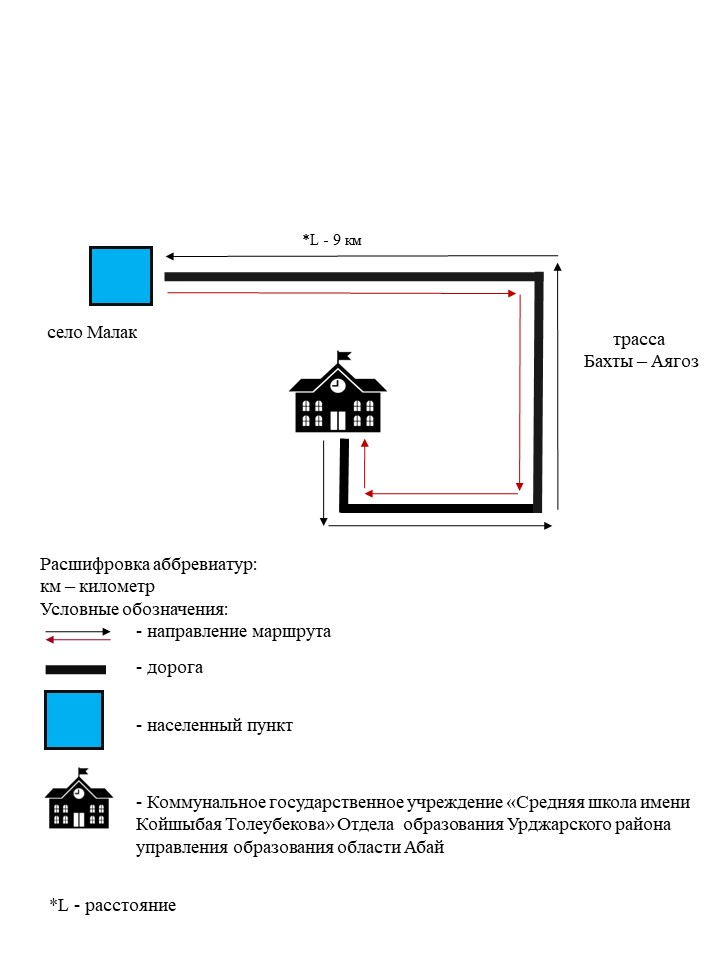 *L - 9 км
село Малак
трасса
Бахты – Аягоз
Расшифровка аббревиатур:
км – километр
Условные обозначения:
- направление маршрута
- дорога
- населенный пункт
- Коммунальное государственное учреждение «Средняя школа имени
Койшыбая Толеубекова» Отдела образования Урджарского района
управления образования области Абай
*L - расстояние